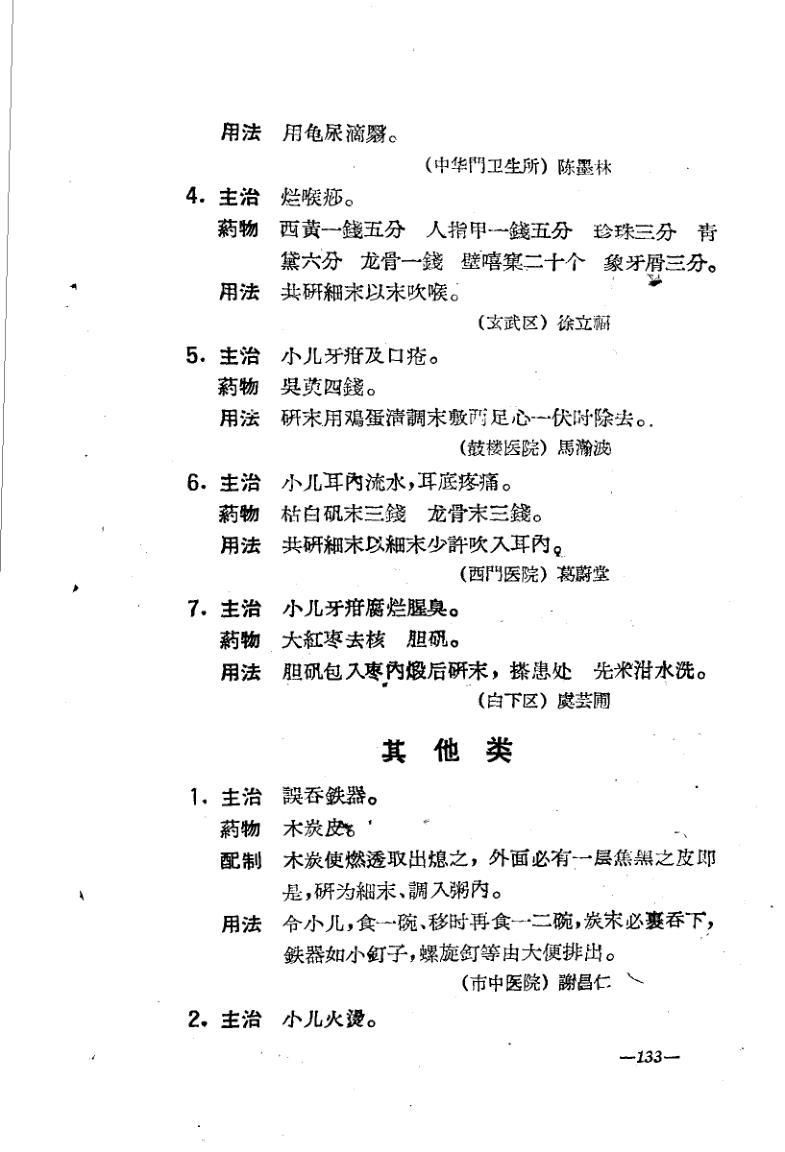 用法 用龟尿滴翳。
(中华門卫生所) 陈墨林
4. 主治 烂喉痧。
葯物 西黃一錢五分 人指甲一錢五分 珍珠三分 青
黛六分 龙骨一錢 壁嘻窠二十个 象牙屑三分。
用法 共研細末以末吹喉。
(玄武区) 徐立福
5. 主治 小儿牙疳及口疮。
葯物 吳萸四錢。
用法 研末用鷄蛋清調末敷两足心一伏时除去。
(鼓楼医院) 馬瀚波
6. 主治 小儿耳內流水,耳底疼痛。
葯物 枯白矾末三錢 龙骨末三錢。
用法 共研細末以細末少許吹入耳內。
(西門医院) 葛蔚堂
7. 主治 小儿牙疳腐烂腥臭。
葯物 大紅枣去核 胆矾。
用法 胆矾包入枣內煅后研末, 搽患处 先米泔水洗。
(白下区) 虞芸圃
其他类
1. 主治 誤吞鉄器。
葯物 木炭皮。
配制 木炭使燃透取出熄之, 外面必有一层焦黑之皮即
是,研为細末、調入粥內。
用法 令小儿,食一碗、移时再食一二碗,炭末必裹吞下,
鉄器如小釘子,螺旋釘等由大便排出。
(市中医院) 謝昌仁
2. 主治 小儿火燙。
—133—